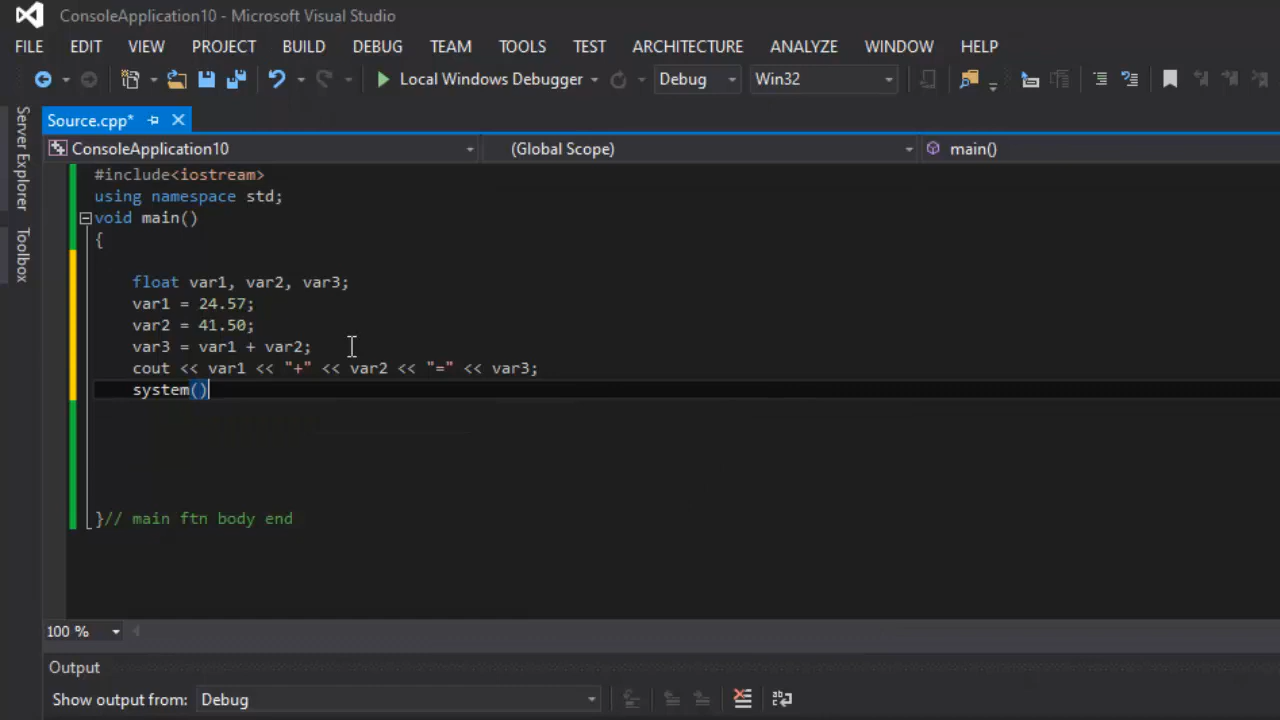 ConsoleApplication10 - Microsoft Visual Studio
FILE EDIT VIEW PROJECT BUILD DEBUG TEAM TOOLS TEST ARCHITECTURE ANALYZE WINDOW HELP
Local Windows Debugger Debug Win32
Server Explorer
Toolbox
Source.cpp*
ConsoleApplication10 (Global Scope) main()
#include<iostream>
using namespace std;
void main()
{
float var1, var2, var3;
var1 = 24.57;
var2 = 41.50;
var3 = var1 + var2;
cout << var1 << "+" << var2 << "=" << var3;
system()
}// main ftn body end
100 %
Output
Show output from: Debug